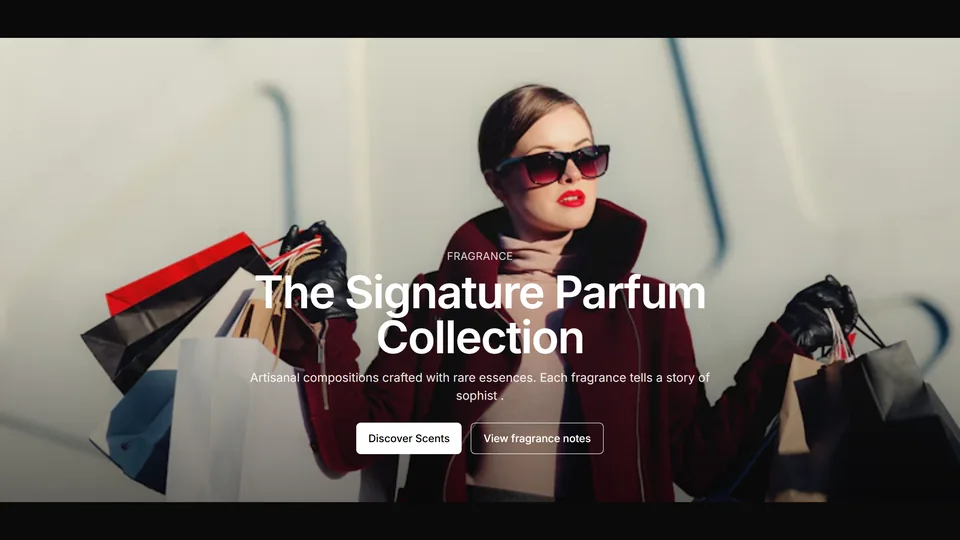 FRAGRANCE
The Signature Parfum
Collection
Artisanal compositions crafted with rare essences. Each fragrance tells a story of
sophist .
Discover Scents
View fragrance notes